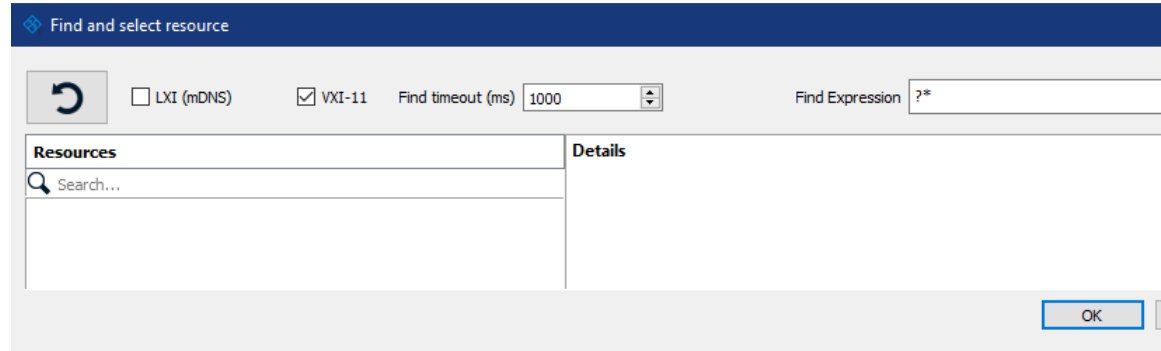 Find and select resource
LXI (mDNS) VXI-11 Find timeout (ms) 1000 Find Expression ?*
Resources Details
Search...
OK